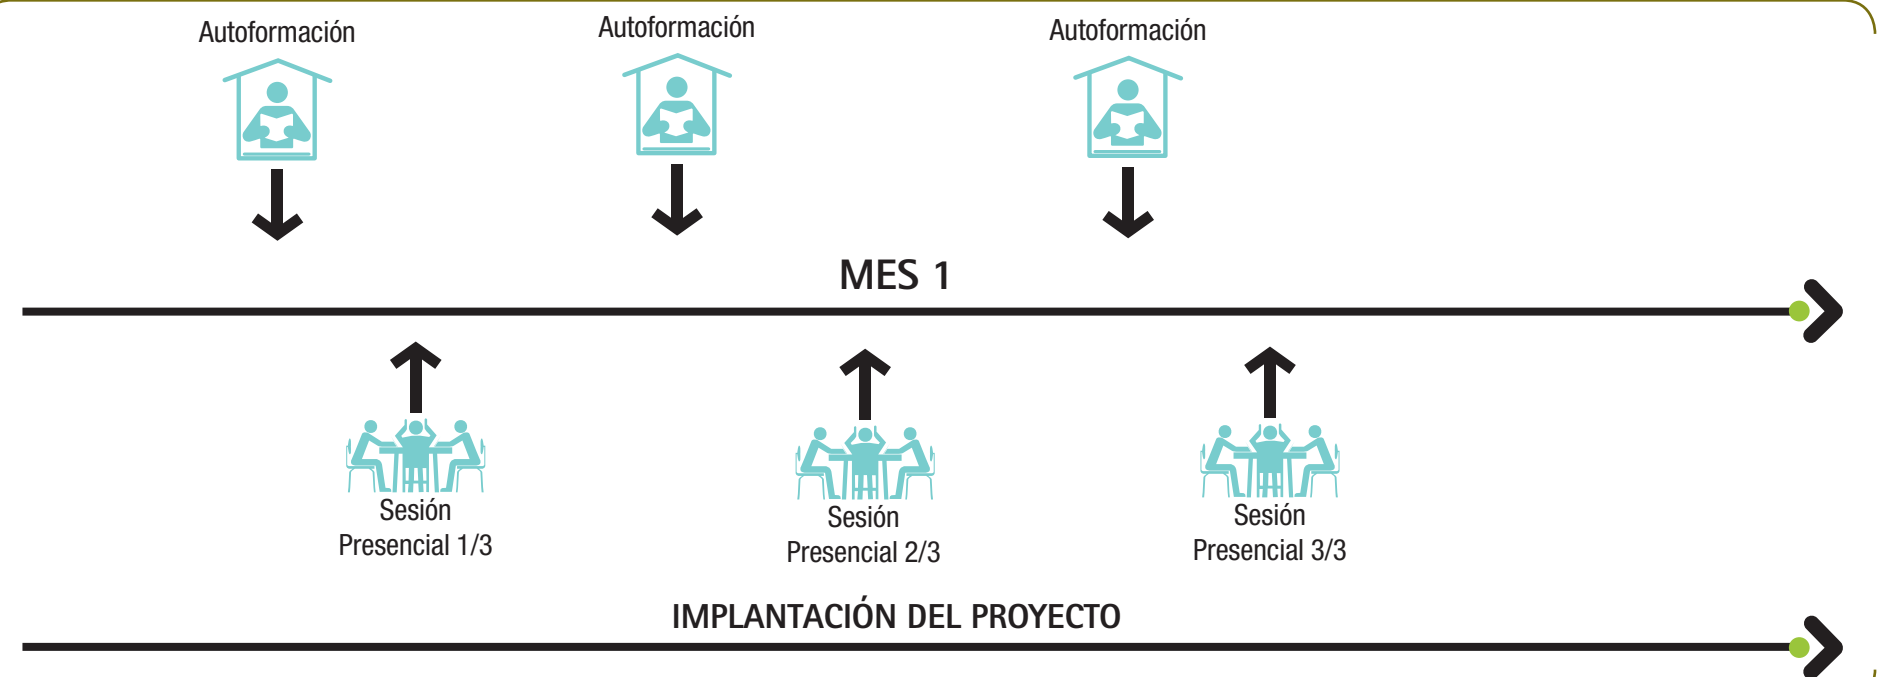 Autoformación
Autoformación
Autoformación
MES 1
Sesión
Presencial 1/3
Sesión
Presencial 2/3
Sesión
Presencial 3/3
IMPLANTACIÓN DEL PROYECTO